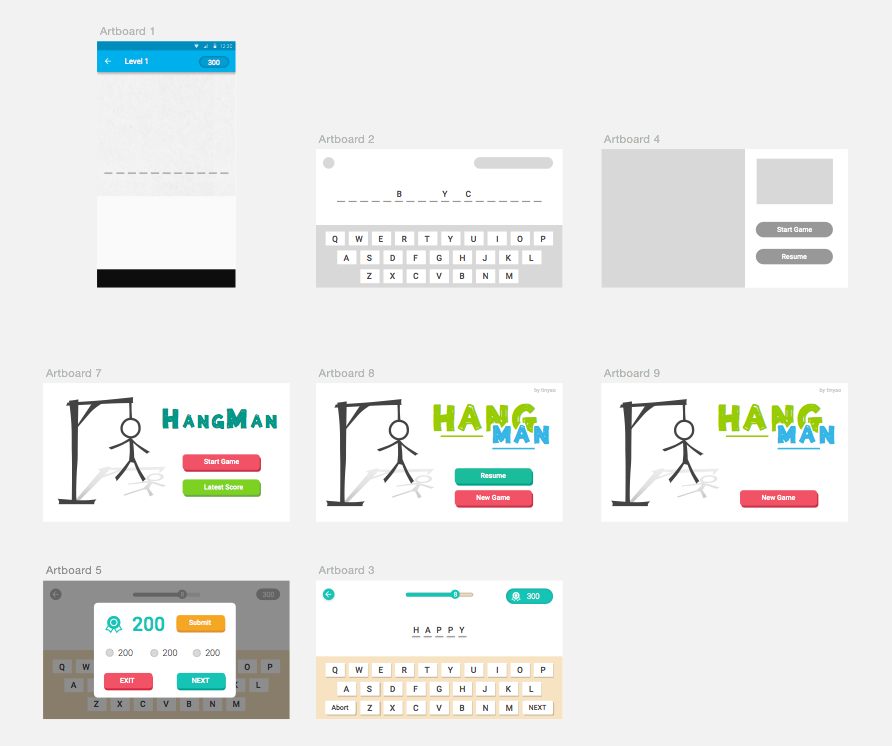 Artboard 1
12:30
Level 1
300
Artboard 2
B Y C
Q W E R T Y U I O P
A S D F G H J K L
Z X C V B N M
Artboard 4
Start Game
Resume
Artboard 7
HANGMAN
Start Game
Latest Score
Artboard 8
by tinyao
HANG
MAN
Resume
New Game
Artboard 9
by tinyao
HANG
MAN
New Game
Artboard 5
300
200
Submit
200 200 200
EXIT
NEXT
Q W O P
A K L
Z X C V B N M
Artboard 3
8
300
HAPPY
Q W E R T Y U I O P
A S D F G H J K L
Abort Z X C V B N M NEXT